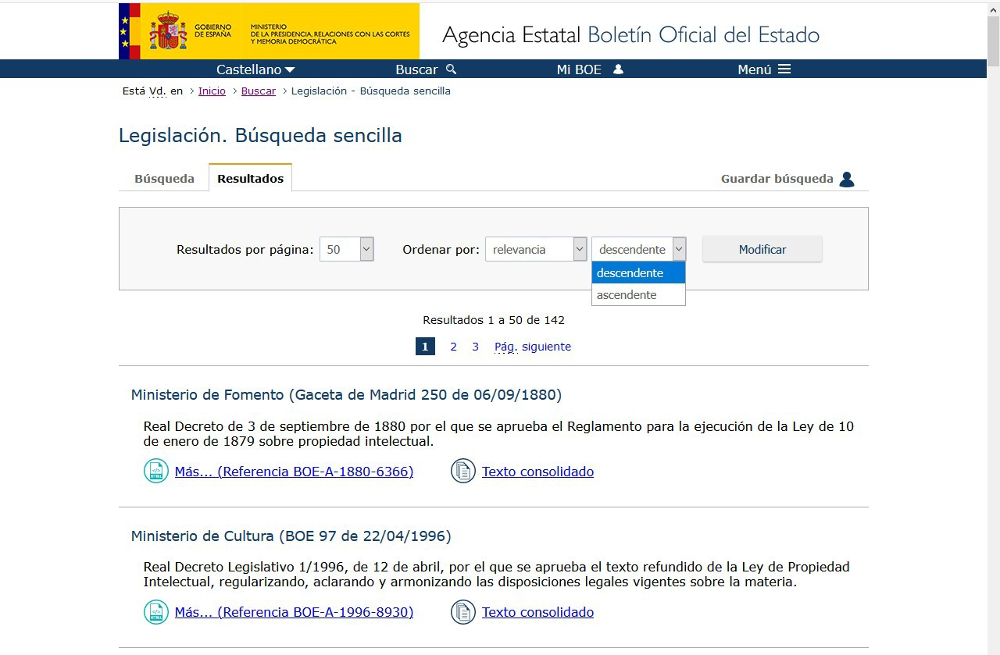 GOBIERNO
DE ESPAÑA
MINISTERIO
DE LA PRESIDENCIA, RELACIONES CON LAS CORTES
Y MEMORIA DEMOCRÁTICA
Agencia Estatal Boletín Oficial del Estado
Castellano Buscar Mi BOE Menú
Está Vd. en > Inicio > Buscar > Legislación - Búsqueda sencilla
Legislación. Búsqueda sencilla
Búsqueda Resultados Guardar búsqueda
Resultados por página: 50 Ordenar por: relevancia descendente Modificar
descendente
ascendente
Resultados 1 a 50 de 142
1 2 3 Pág. siguiente
Ministerio de Fomento (Gaceta de Madrid 250 de 06/09/1880)
Real Decreto de 3 de septiembre de 1880 por el que se aprueba el Reglamento para la ejecución de la Ley de 10
de enero de 1879 sobre propiedad intelectual.
HTML Más... (Referencia BOE-A-1880-6366) Texto consolidado
Ministerio de Cultura (BOE 97 de 22/04/1996)
Real Decreto Legislativo 1/1996, de 12 de abril, por el que se aprueba el texto refundido de la Ley de Propiedad
Intelectual, regularizando, aclarando y armonizando las disposiciones legales vigentes sobre la materia.
HTML Más... (Referencia BOE-A-1996-8930) Texto consolidado